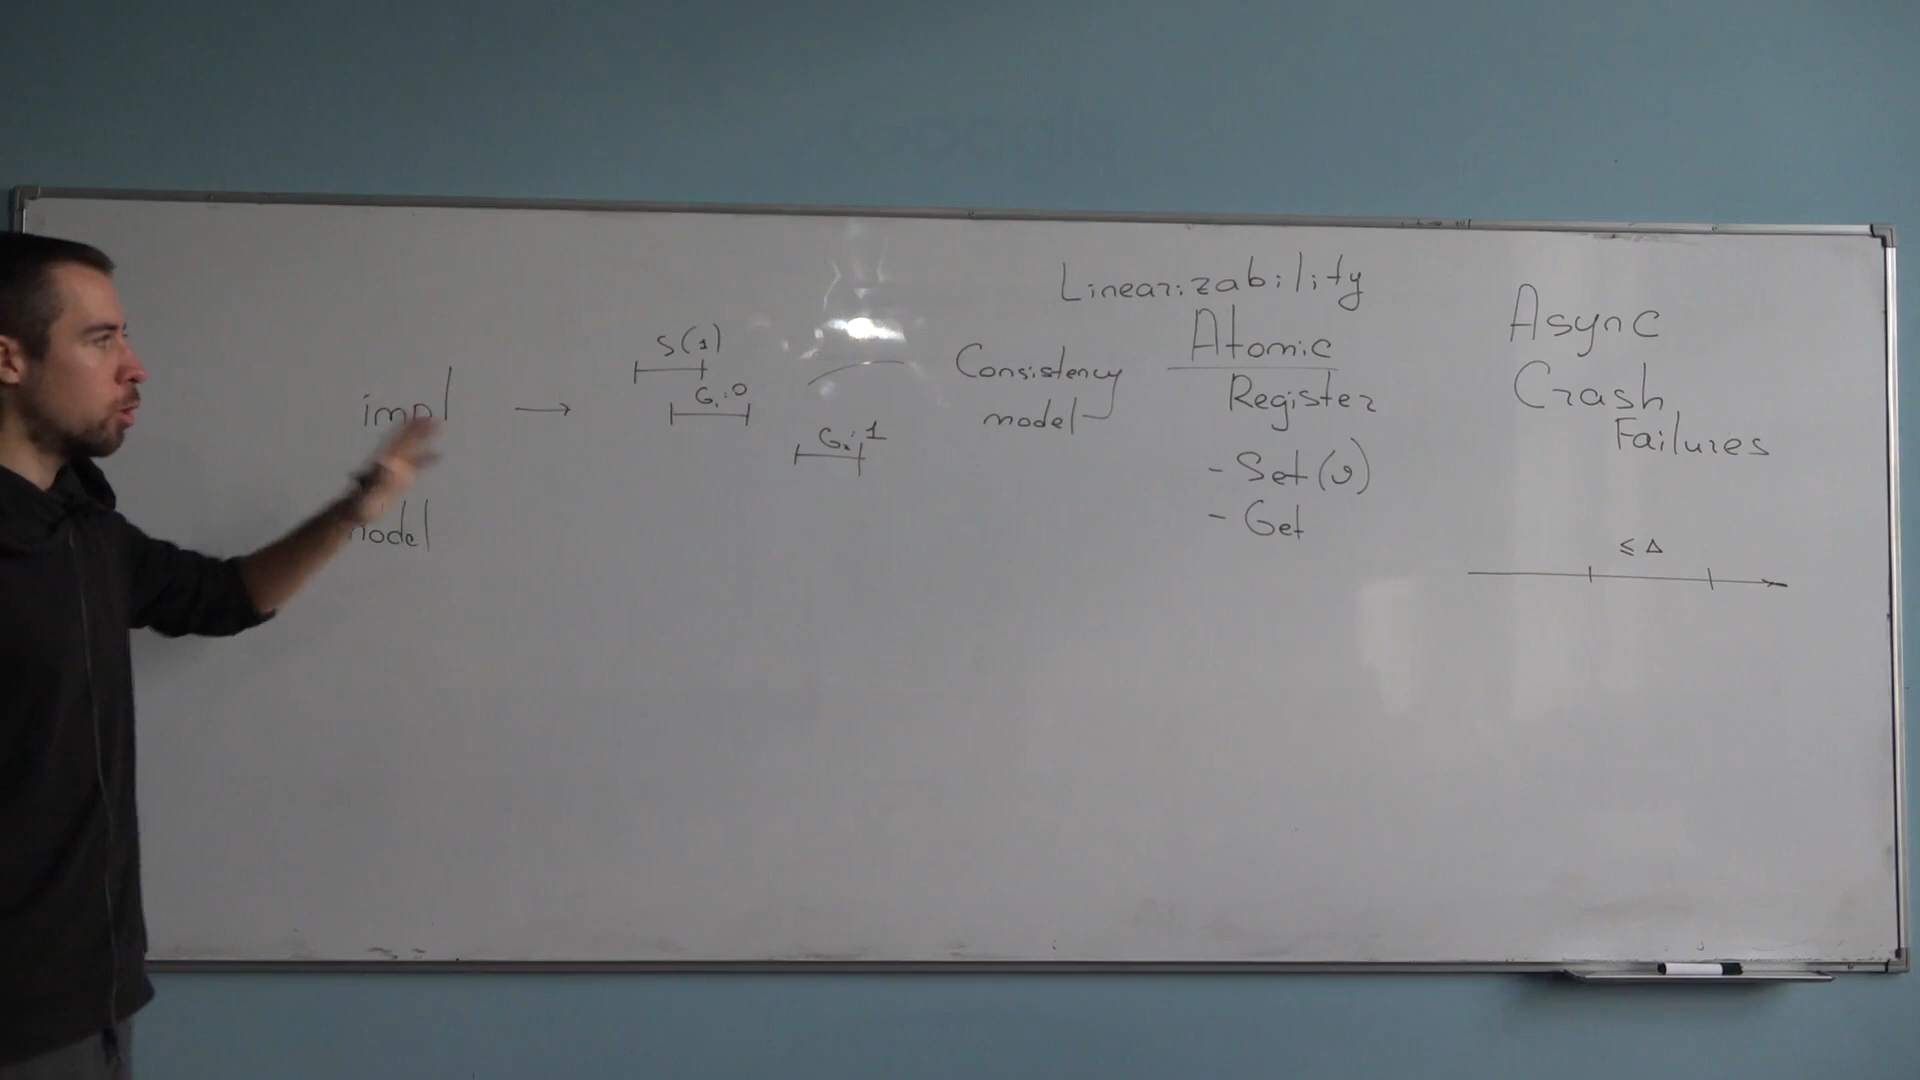 Linearizability
Atomic
Register
- Set(v)
- Get
Async
Crash
Failures
≤ Δ
Consistency
model
S(1)
G: 0
G: 1
impl →
model